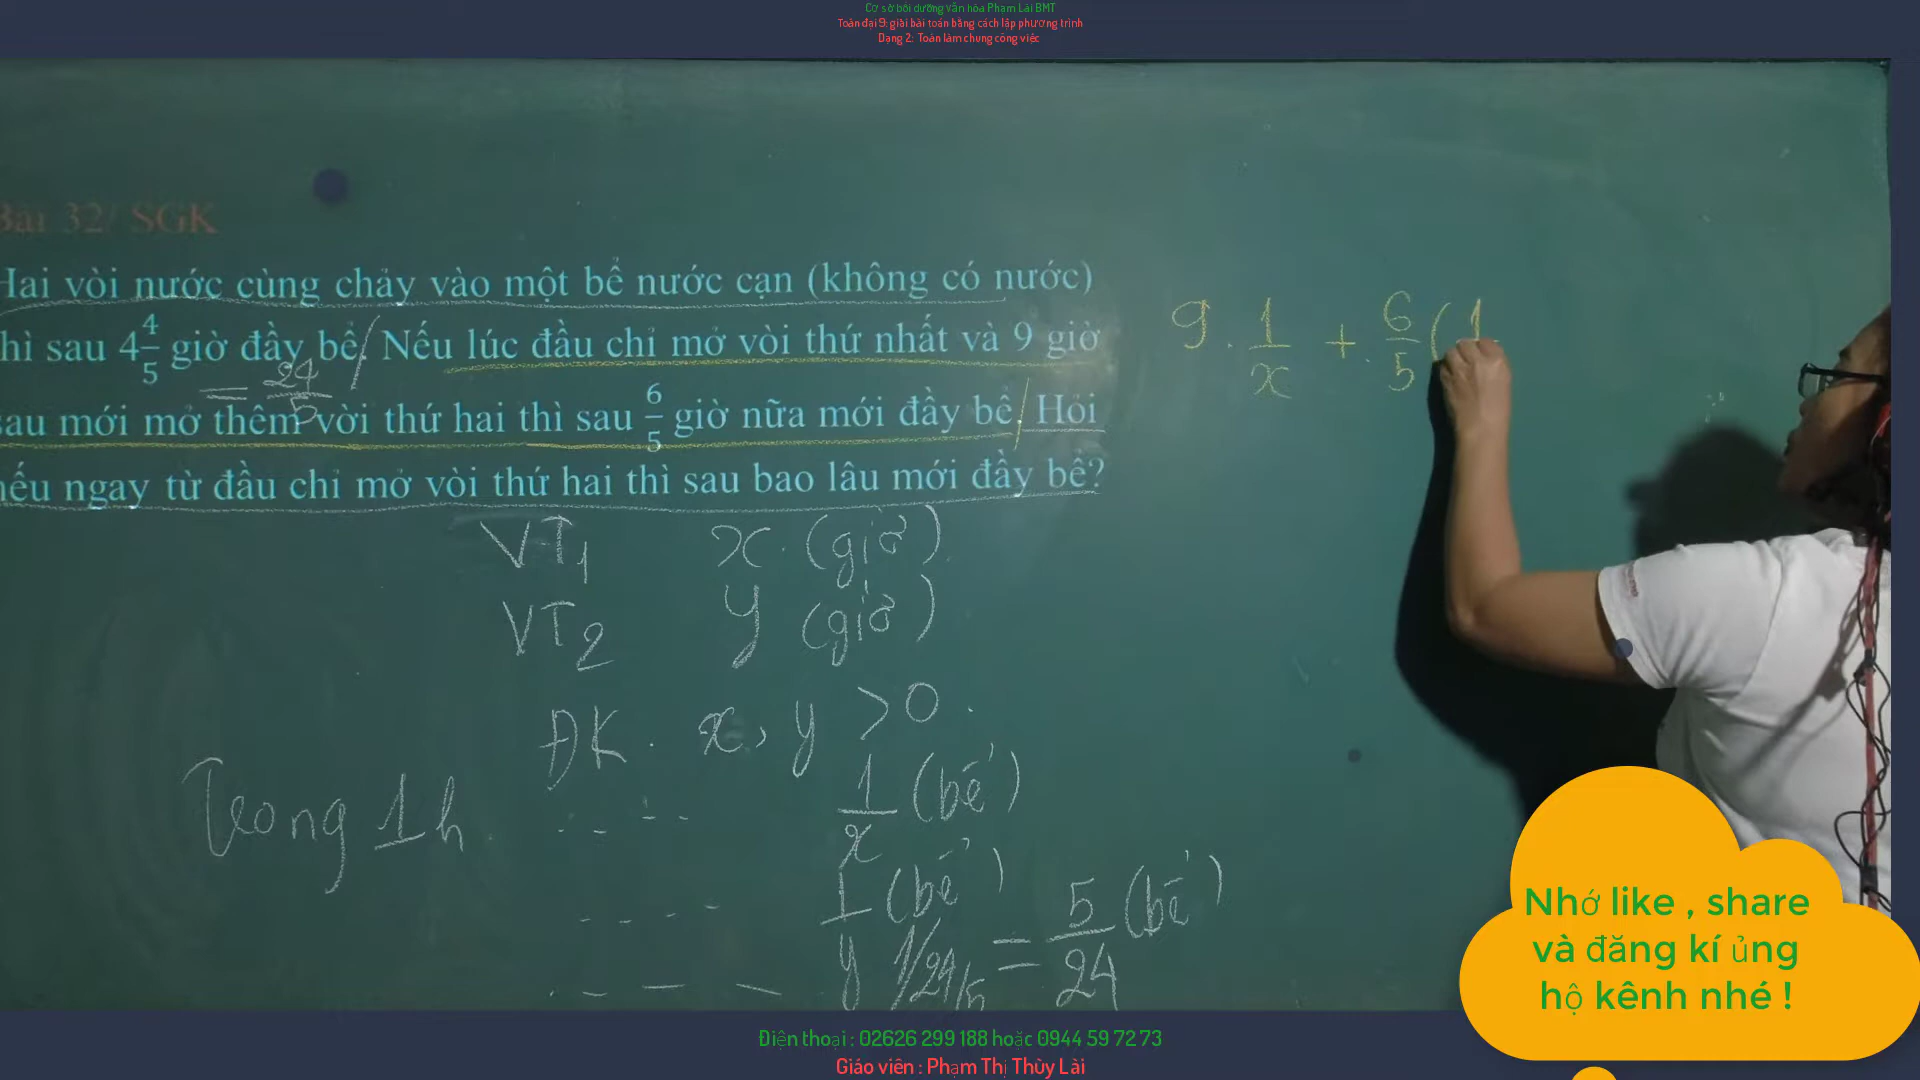 Cơ sở bồi dưỡng văn hóa Phạm Lài BMT
Toán đại 9: giải bài toán bằng cách lập phương trình
Dạng 2: Toán làm chung công việc
Bài 32/ SGK
Hai vòi nước cùng chảy vào một bể nước cạn (không có nước)
thì sau 4 4/5 giờ đầy bể. Nếu lúc đầu chỉ mở vòi thứ nhất và 9 giờ
= 24/5
sau mới mở thêm vời thứ hai thì sau 6/5 giờ nữa mới đầy bể. Hỏi
nếu ngay từ đầu chỉ mở vòi thứ hai thì sau bao lâu mới đầy bể?
9 . 1/x + 6/5 (1
VT1 x (giờ)
VT2 y (giờ)
ĐK. x, y > 0.
Trong 1h .... 1/x (bể)
.... 1/y (bể)
.... 1/24/5 = 5/24 (bể)
Nhớ like , share
và đăng kí ủng
hộ kênh nhé !
Điện thoại : 02626 299 188 hoặc 0944 59 72 73
Giáo viên : Phạm Thị Thùy Lài